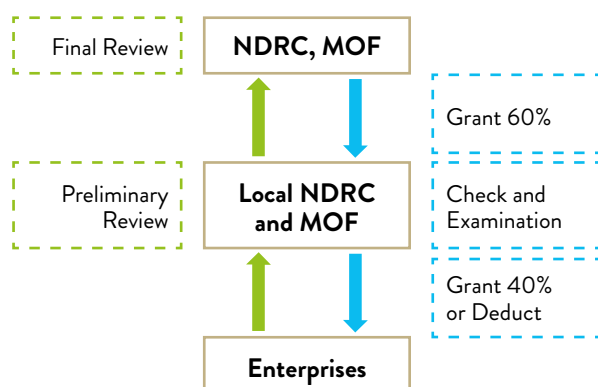 Final Review
NDRC, MOF
Grant 60%
Preliminary
Review
Local NDRC
and MOF
Check and
Examination
Grant 40%
or Deduct
Enterprises